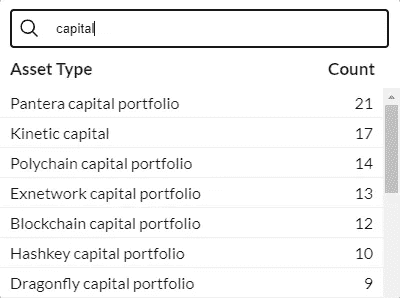 capital
Asset Type Count
Pantera capital portfolio 21
Kinetic capital 17
Polychain capital portfolio 14
Exnetwork capital portfolio 13
Blockchain capital portfolio 12
Hashkey capital portfolio 10
Dragonfly capital portfolio 9